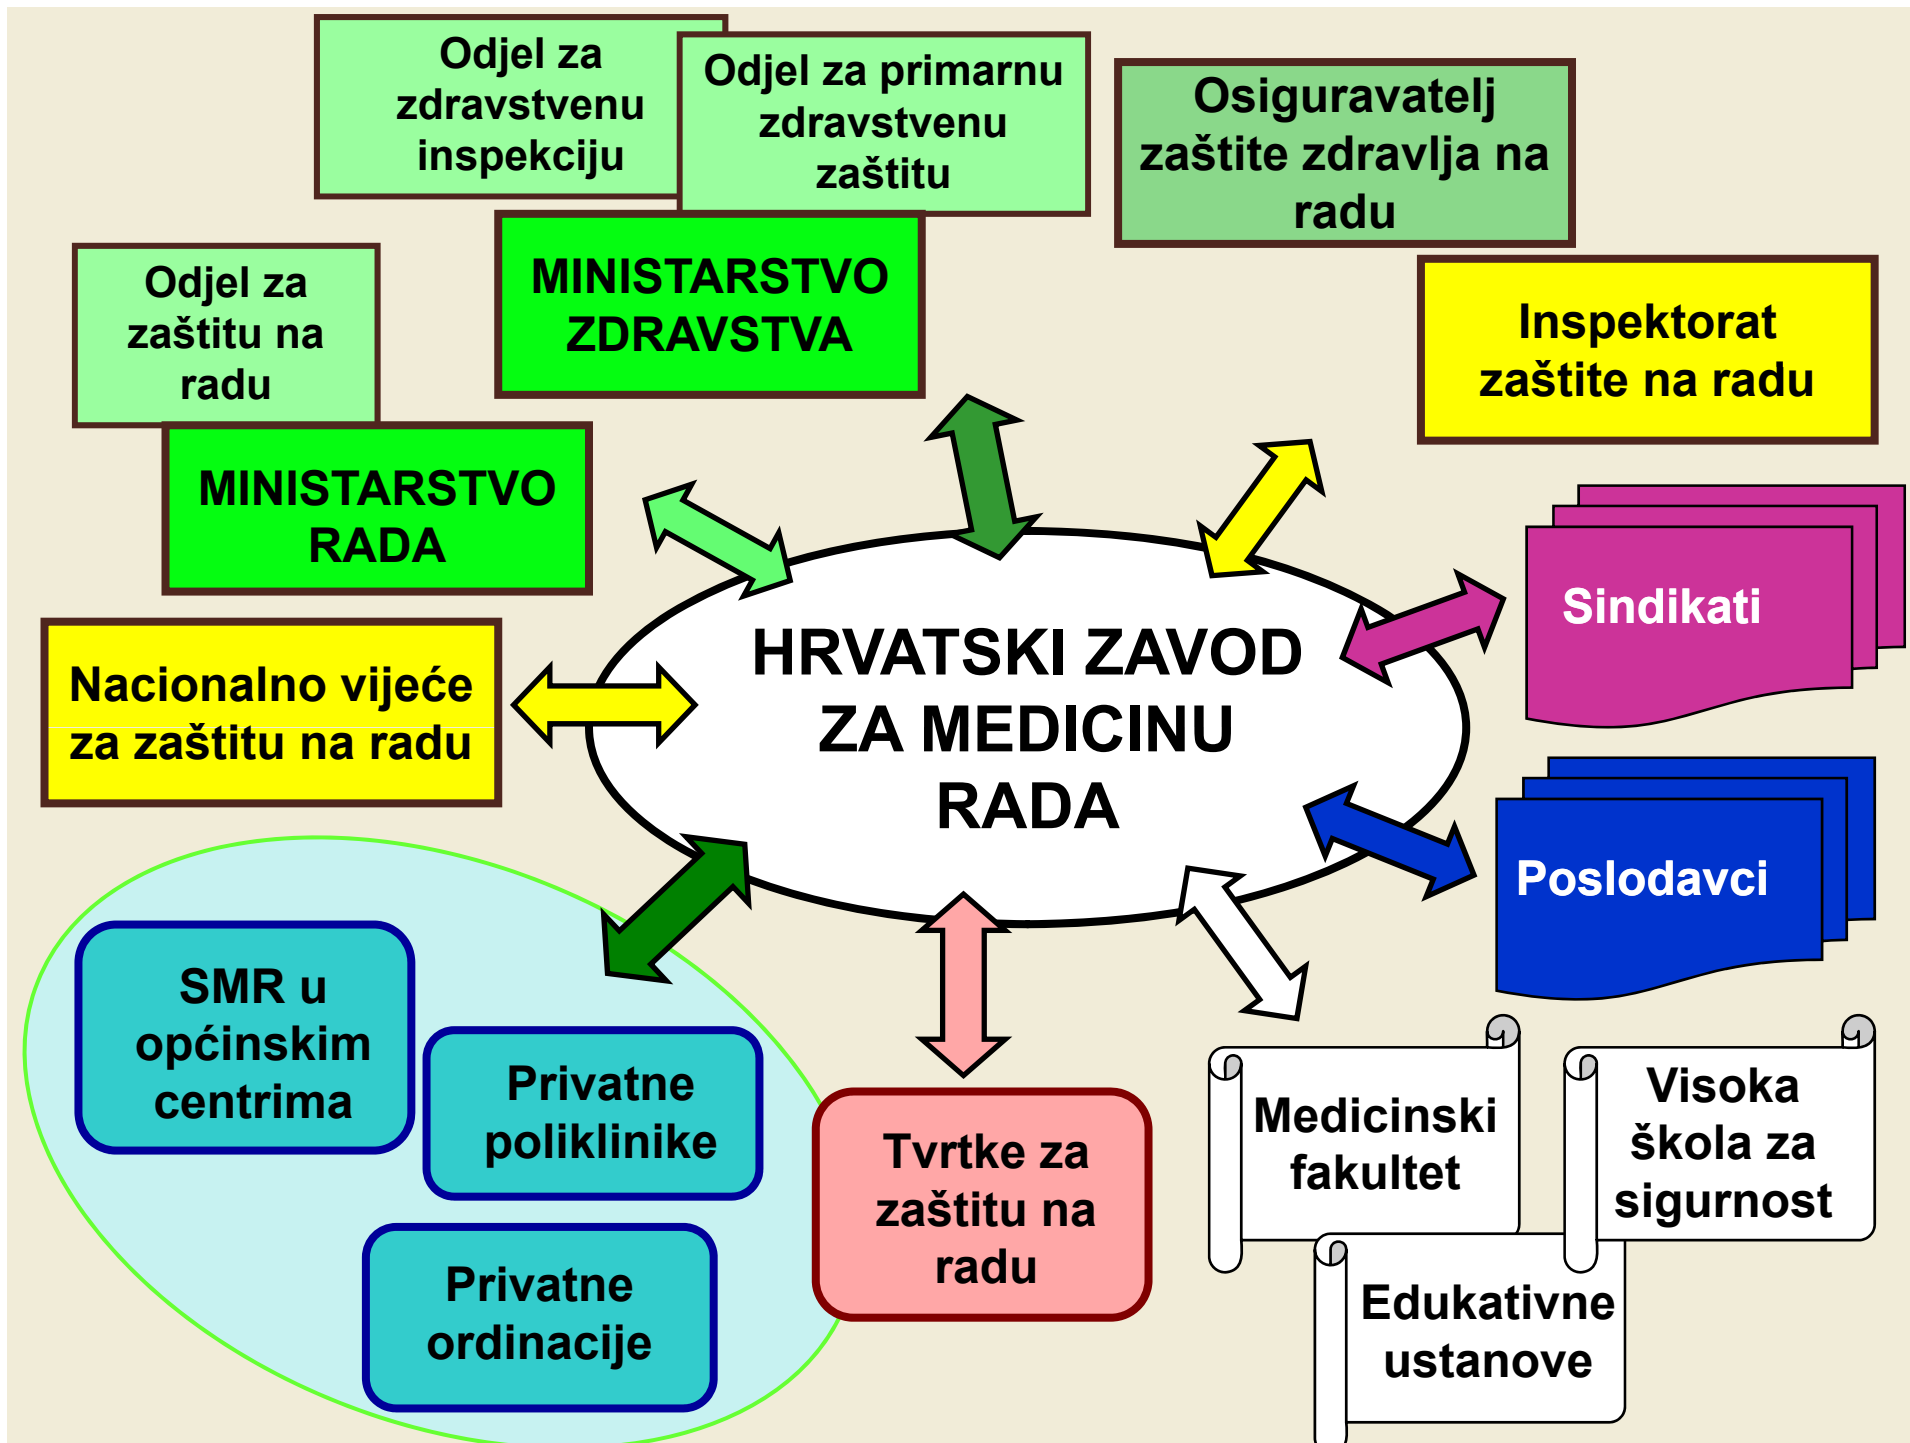 Odjel za
zdravstvenu
inspekciju
Odjel za primarnu
zdravstvenu
zaštitu
Osiguravatelj
zaštite zdravlja na
radu
MINISTARSTVO
ZDRAVSTVA
Odjel za
zaštitu na
radu
Inspektorat
zaštite na radu
MINISTARSTVO
RADA
Sindikati
HRVATSKI ZAVOD
ZA MEDICINU
RADA
Nacionalno vijeće
za zaštitu na radu
Poslodavci
SMR u
općinskim
centrima
Privatne
poliklinike
Privatne
ordinacije
Tvrtke za
zaštitu na
radu
Medicinski
fakultet
Visoka
škola za
sigurnost
Edukativne
ustanove